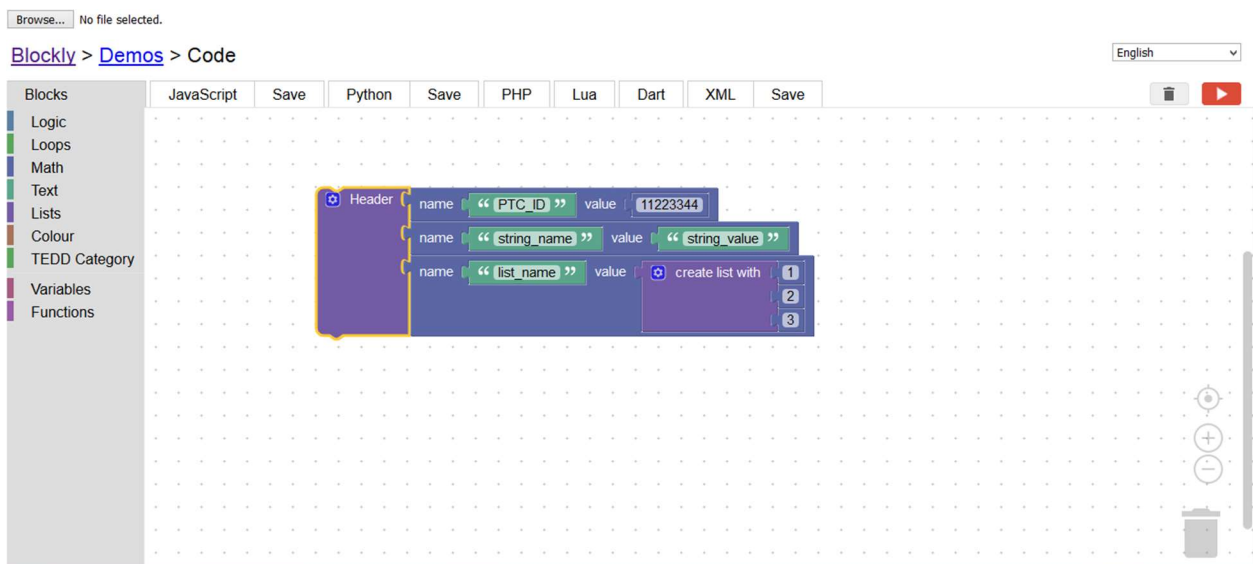 Browse... No file selected.
Blockly > Demos > Code
English
Blocks JavaScript Save Python Save PHP Lua Dart XML Save
Logic
Loops
Math
Text
Lists
Colour
TEDD Category
Variables
Functions
Header name “ PTC_ID ” value 11223344
name “ string_name ” value “ string_value ”
name “ list_name ” value create list with 1
2
3